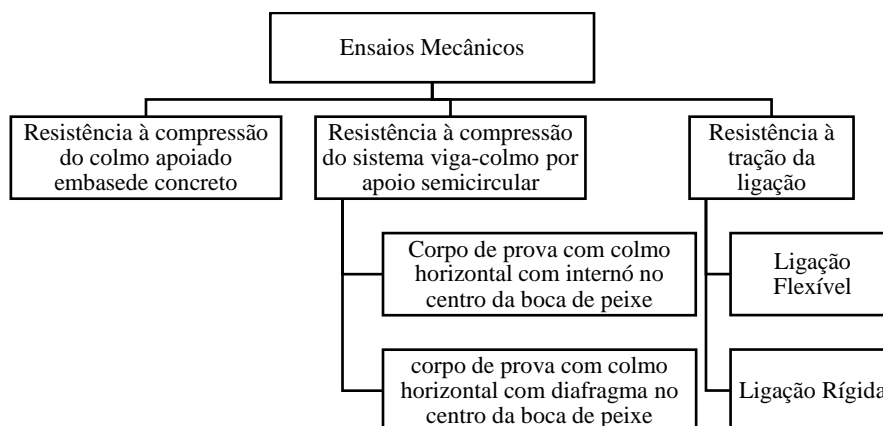 Ensaios Mecânicos
Resistência à compressão
do colmo apoiado
embasede concreto
Resistência à compressão
do sistema viga-colmo por
apoio semicircular
Resistência à
tração da
ligação
Corpo de prova com colmo
horizontal com internó no
centro da boca de peixe
Ligação
Flexível
corpo de prova com colmo
horizontal com diafragma no
centro da boca de peixe
Ligação Rígida